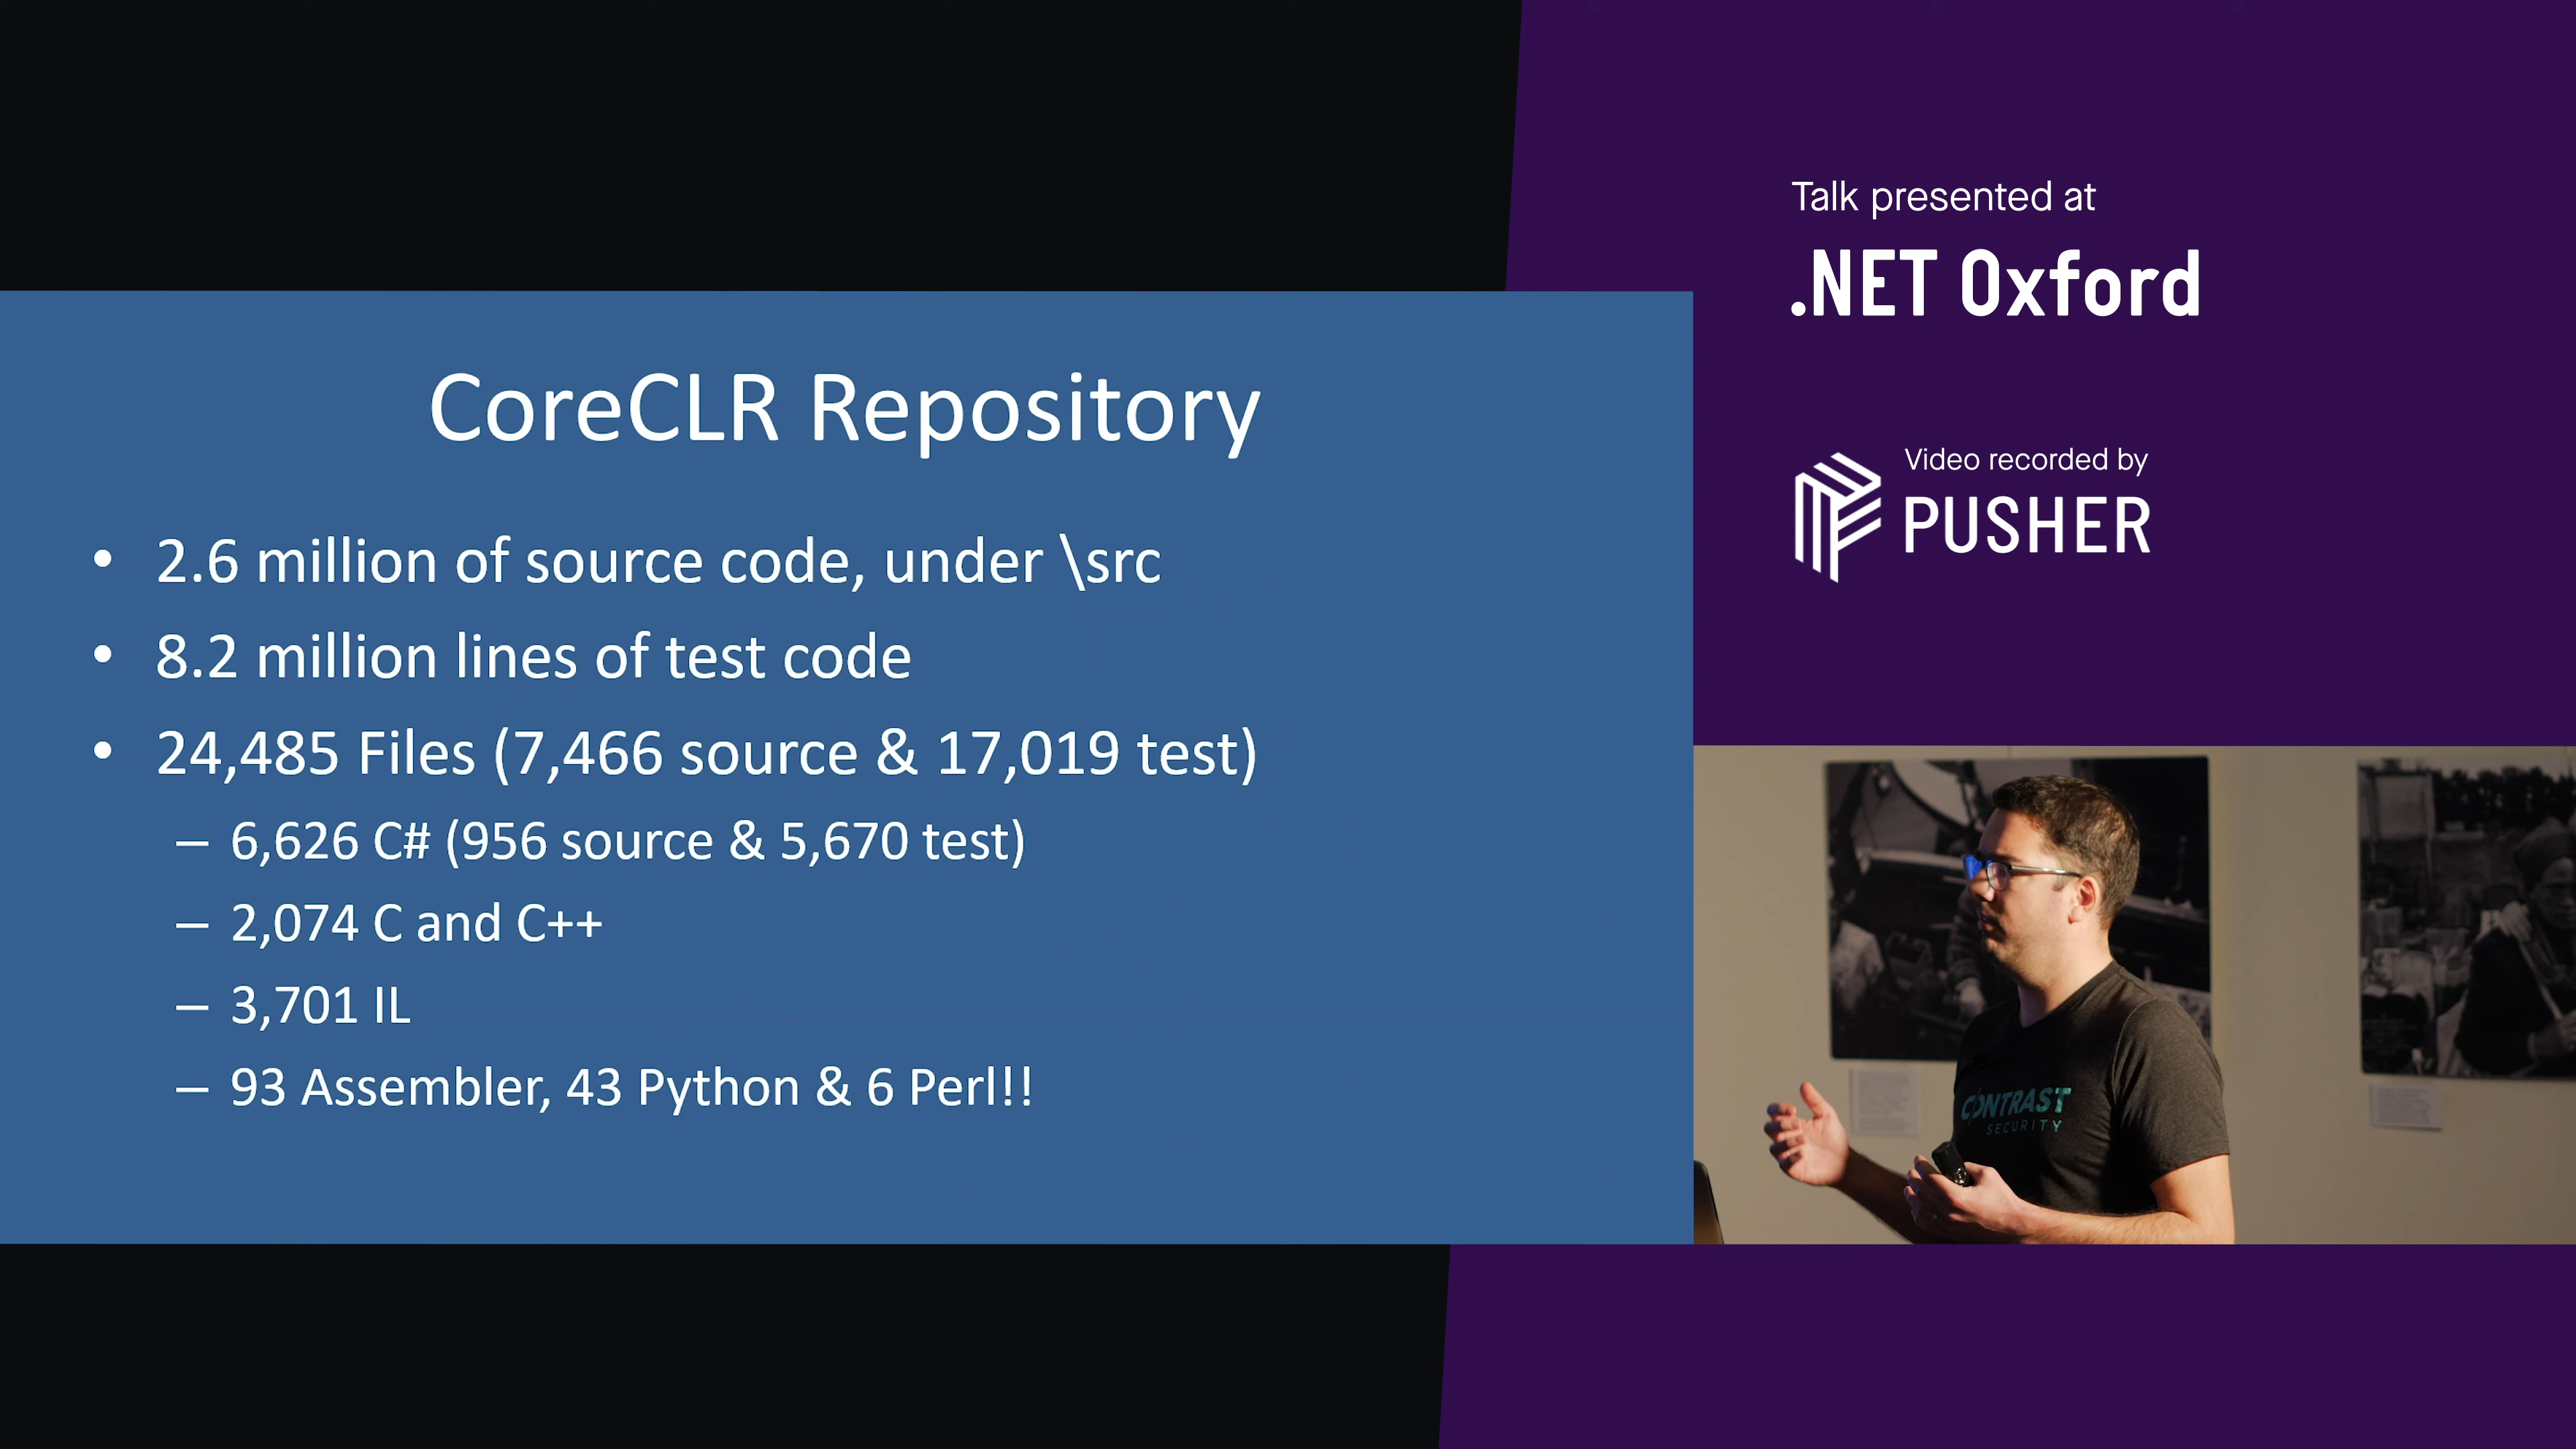 Talk presented at
.NET Oxford
Video recorded by
PUSHER
CoreCLR Repository
• 2.6 million of source code, under \src
• 8.2 million lines of test code
• 24,485 Files (7,466 source & 17,019 test)
– 6,626 C# (956 source & 5,670 test)
– 2,074 C and C++
– 3,701 IL
– 93 Assembler, 43 Python & 6 Perl!!
CONTRAST
SECURITY